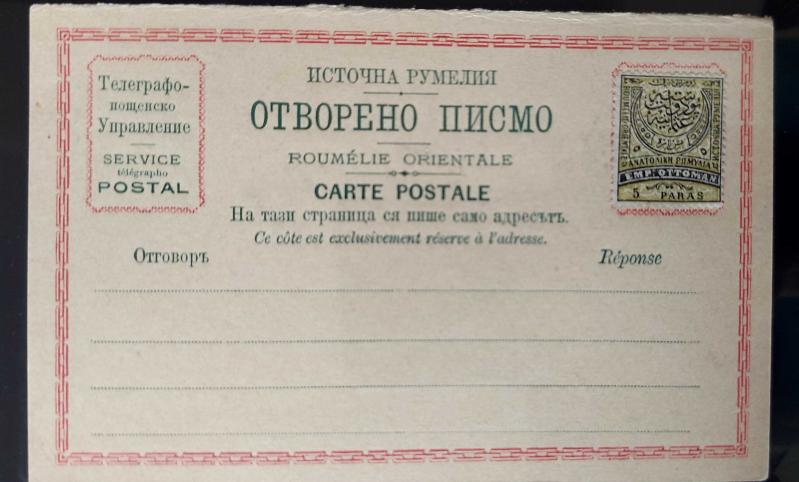 Телеграфо-
пощенско
Управление
SERVICE
télégrapho
POSTAL
ИСТОЧНА РУМЕЛИЯ
ОТВОРЕНО ПИСМО
ROUMÉLIE ORIENTALE
CARTE POSTALE
На тази страница ся пише само адресътъ.
Ce côte est exclusivement réserve à l'adresse.
Отговоръ
Réponse
ΑΝΑΤΟΛΙΚΗ ΡΩΜΥΛΙΑ
EMP: OTTOMAN
5 PARAS